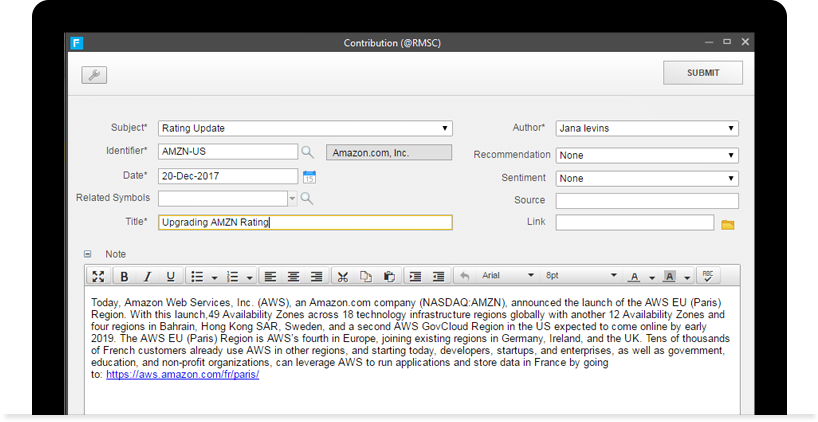 F
Contribution (@RMSC)
SUBMIT
Subject* Rating Update
Author* Jana Ievins
Identifier* AMZN-US Amazon.com, Inc.
Recommendation None
Date* 20-Dec-2017 15
Sentiment None
Related Symbols
Source
Title* Upgrading AMZN Rating
Link
Note
B I U Arial 8pt A A ABC
Today, Amazon Web Services, Inc. (AWS), an Amazon.com company (NASDAQ:AMZN), announced the launch of the AWS EU (Paris)
Region. With this launch,49 Availability Zones across 18 technology infrastructure regions globally with another 12 Availability Zones and
four regions in Bahrain, Hong Kong SAR, Sweden, and a second AWS GovCloud Region in the US expected to come online by early
2019. The AWS EU (Paris) Region is AWS's fourth in Europe, joining existing regions in Germany, Ireland, and the UK. Tens of thousands
of French customers already use AWS in other regions, and starting today, developers, startups, and enterprises, as well as government,
education, and non-profit organizations, can leverage AWS to run applications and store data in France by going
to: https://aws.amazon.com/fr/paris/